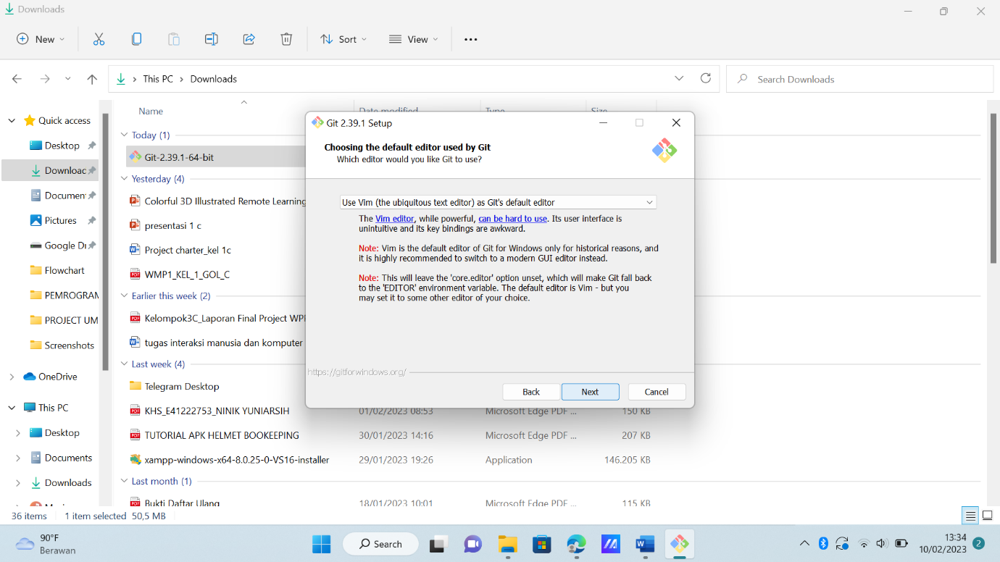 Downloads
New
Sort
View
This PC
Downloads
Search Downloads
Name
Date modified
Type
Size
Quick access
Desktop
Downloac
Documen
Pictures
Google Dr
Flowchart
PEMROGRAM
PROJECT UM
Screenshots
OneDrive
This PC
Desktop
Documents
Downloads
Today (1)
Git-2.39.1-64-bit
Yesterday (4)
Colorful 3D Illustrated Remote Learning
presentasi 1 c
Project charter_kel 1c
WMP1_KEL_1_GOL_C
Earlier this week (2)
Kelompok3C_Laporan Final Project WPI
tugas interaksi manusia dan komputer
Last week (4)
Telegram Desktop
KHS_E41222753_NINIK YUNIARSIH 01/02/2023 08:53 Microsoft Edge PDF ... 150 KB
TUTORIAL APK HELMET BOOKEEPING 30/01/2023 14:16 Microsoft Edge PDF ... 207 KB
xampp-windows-x64-8.0.25-0-VS16-installer 29/01/2023 19:26 Application 146.205 KB
Last month (1)
Bukti Daftar Ulang 18/01/2023 10:01 Microsoft Edge PDF ... 115 KB
Git 2.39.1 Setup
Choosing the default editor used by Git
Which editor would you like Git to use?
Use Vim (the ubiquitous text editor) as Git's default editor
The Vim editor, while powerful, can be hard to use. Its user interface is
unintuitive and its key bindings are awkward.
Note: Vim is the default editor of Git for Windows only for historical reasons, and
it is highly recommended to switch to a modern GUI editor instead.
Note: This will leave the 'core.editor' option unset, which will make Git fall back
to the 'EDITOR' environment variable. The default editor is Vim - but you
may set it to some other editor of your choice.
https://gitforwindows.org/
Back
Next
Cancel
36 items
1 item selected 50,5 MB
90°F
Berawan
Search
13:34
10/02/2023
2